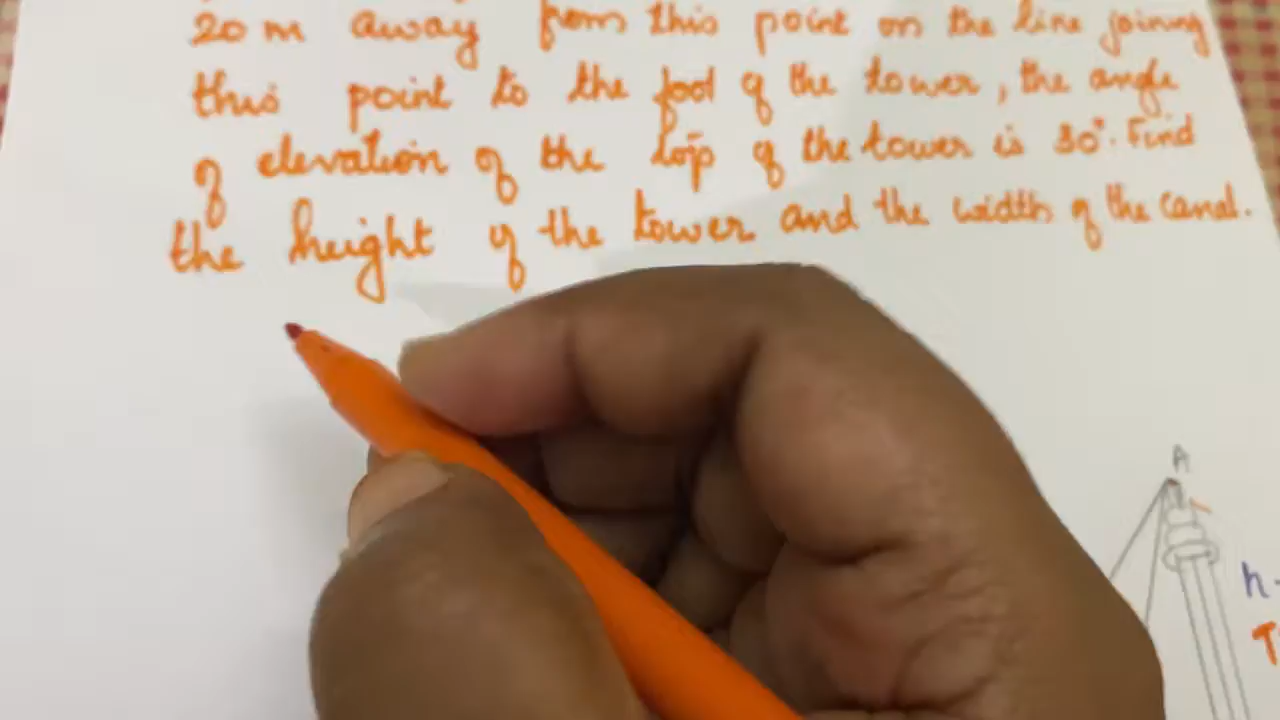 20 m away from this point on the line joining
this point to the foot of the tower, the angle
of elevation of the top of the tower is 30°. Find
the height of the tower and the width of the canal.
A
h -
T